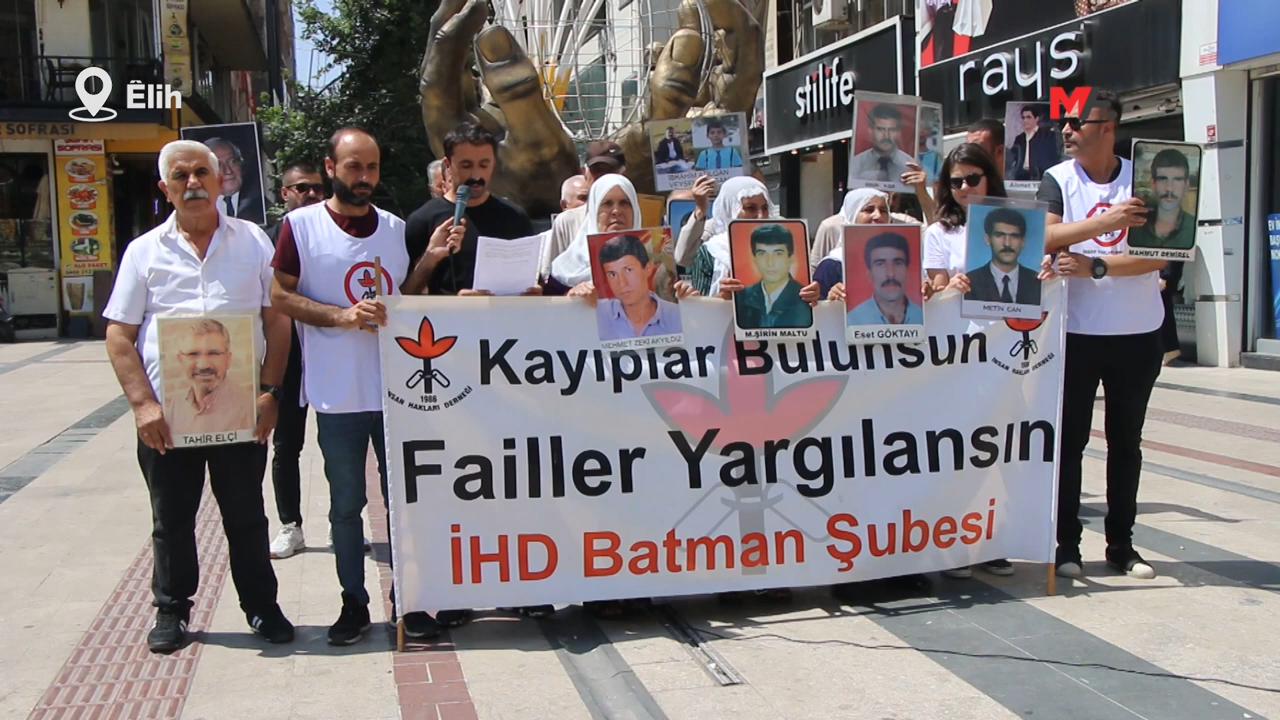 Êlih
SOFRASI
stilife
rays
M
İBRAHİM
MEHMET ZEKİ AKYILDIZ
M.ŞİRİN MALTU
ESET GÖKTAYI
METİN CAN
MAHMUT DEMİREL
TAHİR ELÇİ
Kayıplar Bulunsun
1986
İNSAN HAKLARI DERNEĞİ
Failler Yargılansın
İHD Batman Şubesi